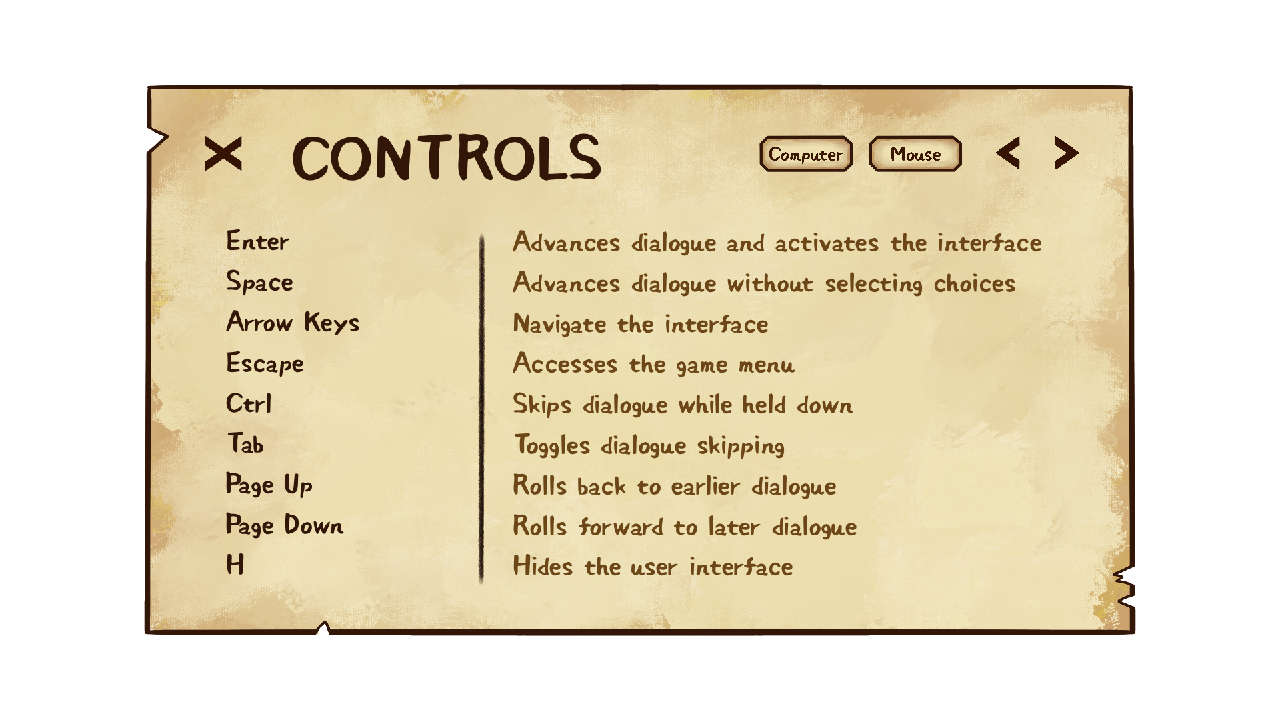 CONTROLS Computer Mouse
Enter Advances dialogue and activates the interface
Space Advances dialogue without selecting choices
Arrow Keys Navigate the interface
Escape Accesses the game menu
Ctrl Skips dialogue while held down
Tab Toggles dialogue skipping
Page Up Rolls back to earlier dialogue
Page Down Rolls forward to later dialogue
H Hides the user interface